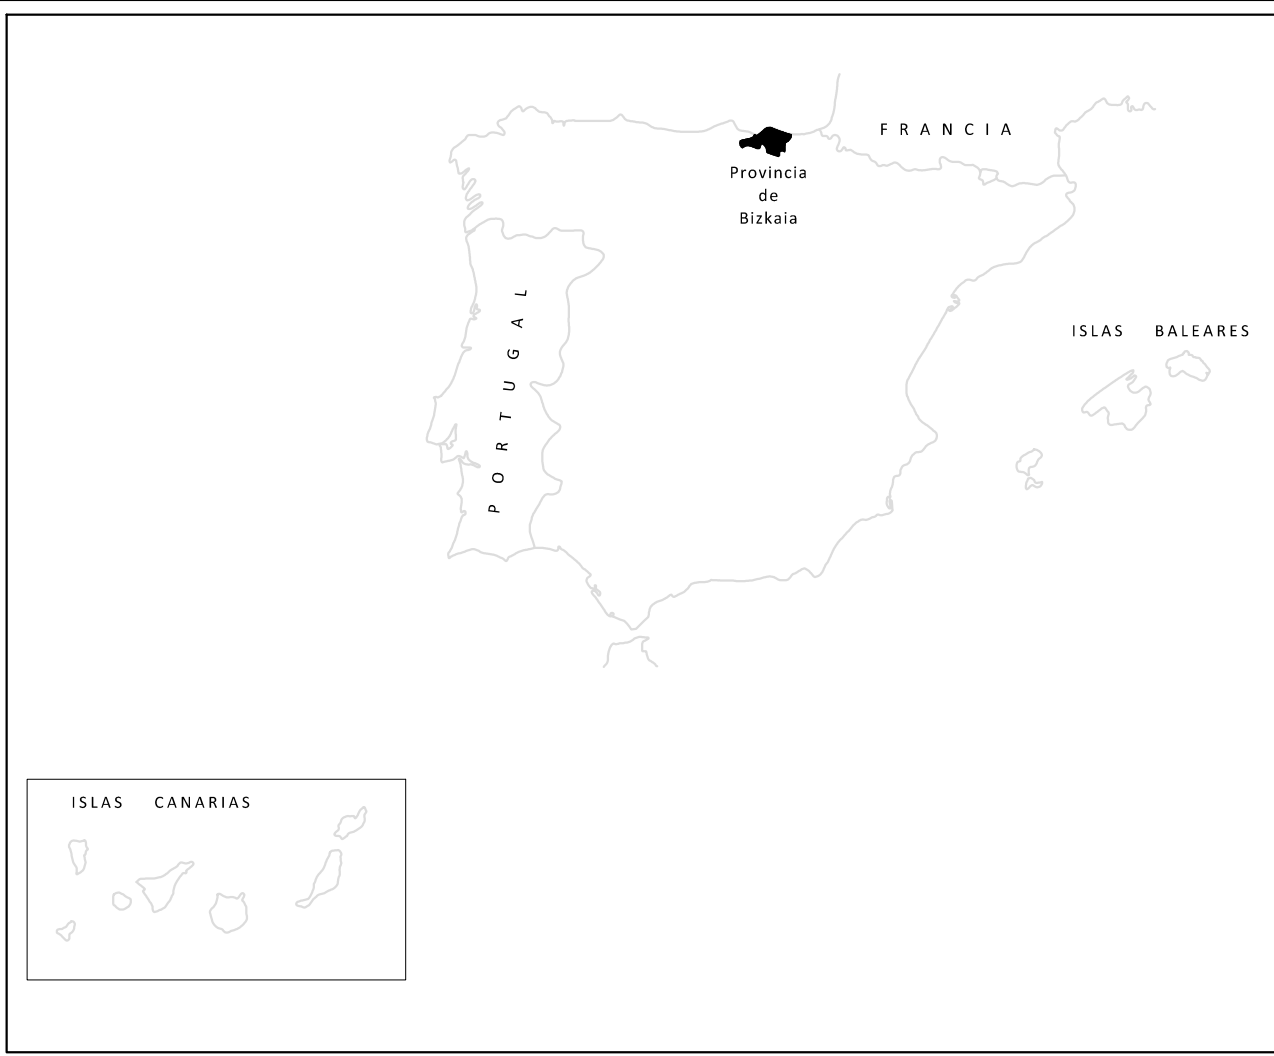 FRANCIA
Provincia
de
Bizkaia
PORTUGAL
ISLAS BALEARES
ISLAS CANARIAS